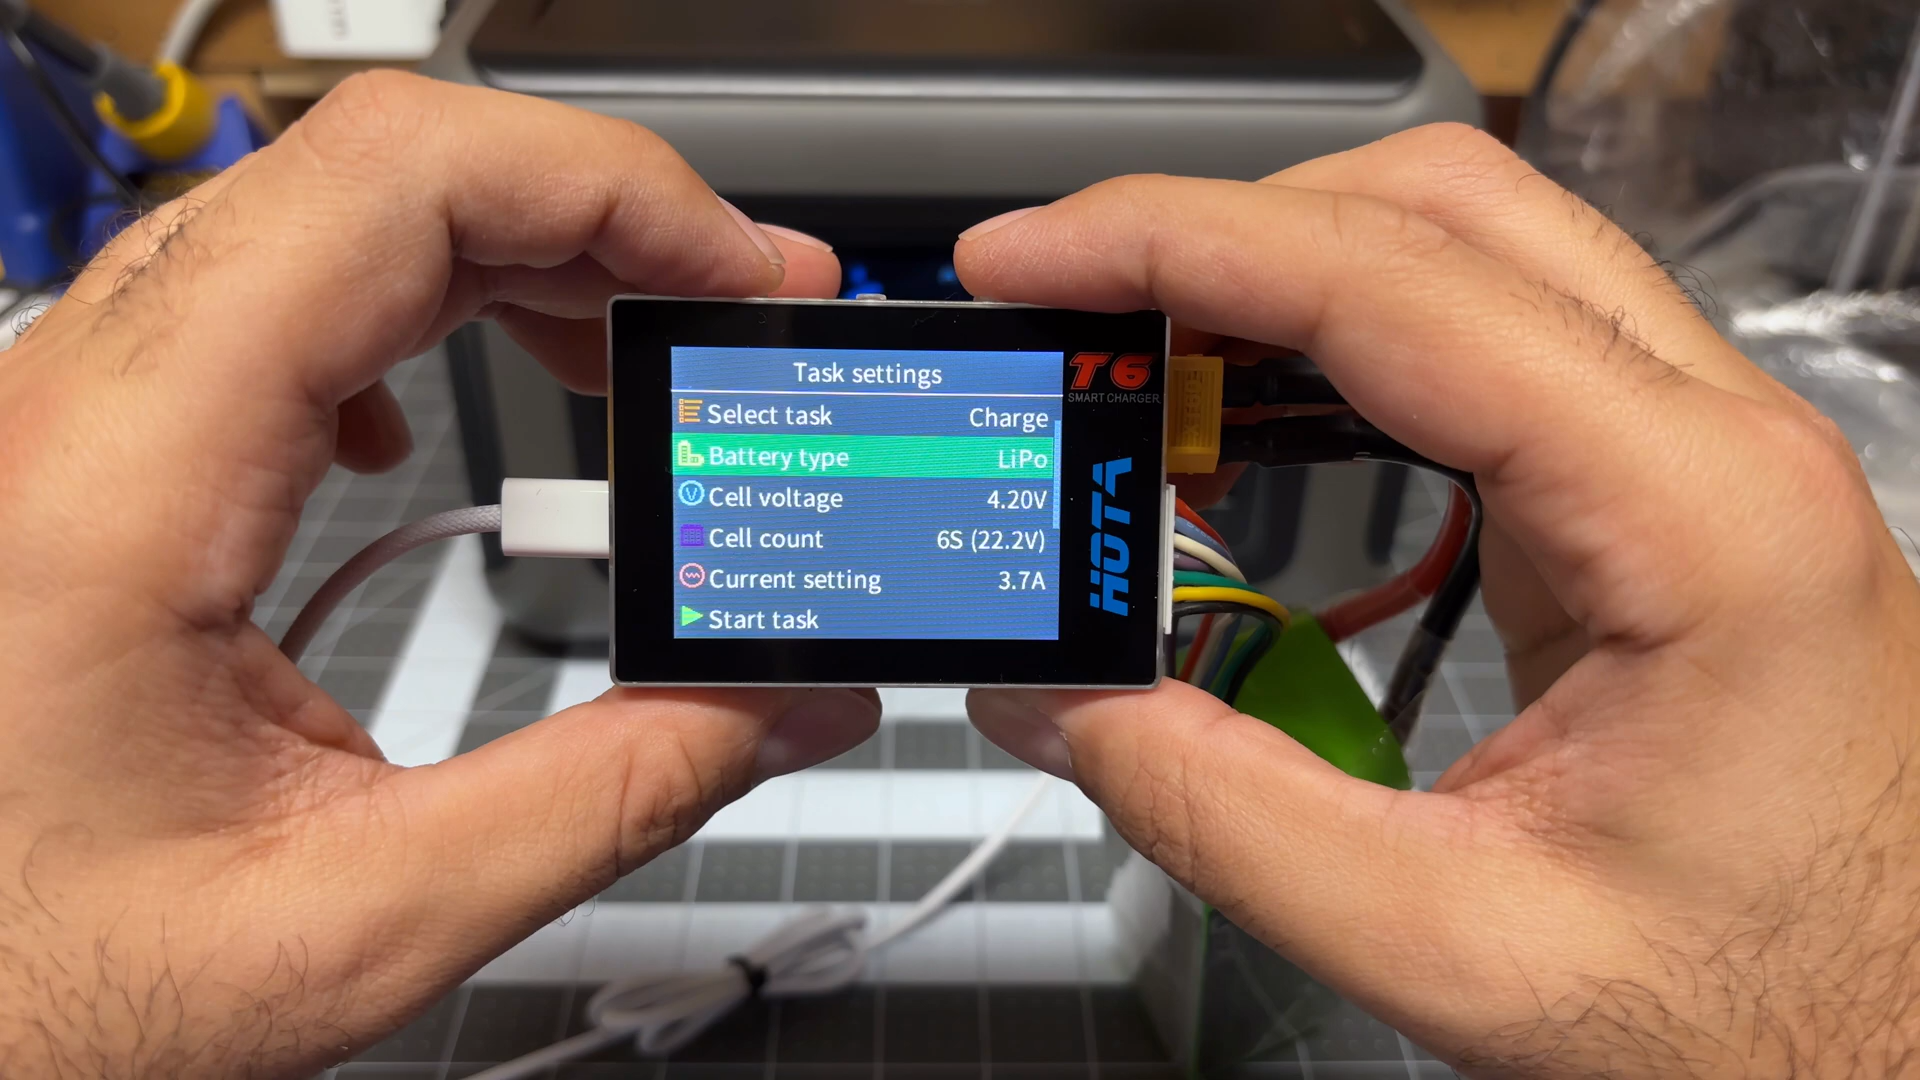 Task settings
Select task Charge
Battery type LiPo
Cell voltage 4.20V
Cell count 6S (22.2V)
Current setting 3.7A
Start task
T6
SMART CHARGER
HOTA